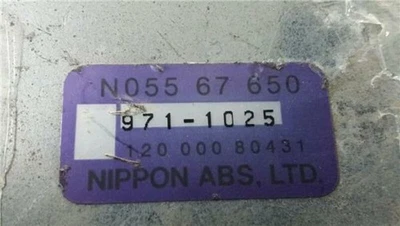 N055 67 650
971-1025
120 000 80431
NIPPON ABS, LTD.